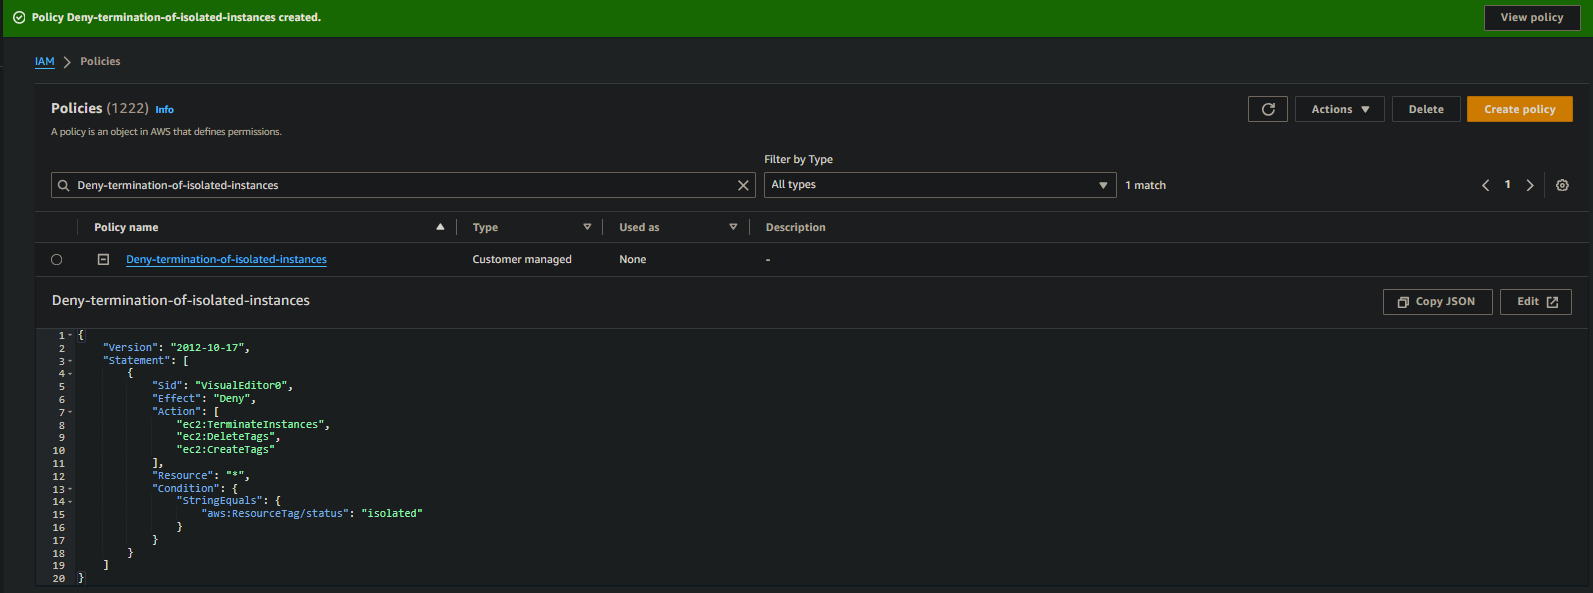 Policy Deny-termination-of-isolated-instances created.
View policy
IAM > Policies
Policies (1222) Info
A policy is an object in AWS that defines permissions.
Actions
Delete
Create policy
Filter by Type
Deny-termination-of-isolated-instances
All types
1 match
1
Policy name
Type
Used as
Description
Deny-termination-of-isolated-instances
Customer managed
None
-
Deny-termination-of-isolated-instances
Copy JSON
Edit
1 {
2 "Version": "2012-10-17",
3 "Statement": [
4 {
5 "Sid": "VisualEditor0",
6 "Effect": "Deny",
7 "Action": [
8 "ec2:TerminateInstances",
9 "ec2:DeleteTags",
10 "ec2:CreateTags"
11 ],
12 "Resource": "*",
13 "Condition": {
14 "StringEquals": {
15 "aws:ResourceTag/status": "isolated"
16 }
17 }
18 }
19 ]
20 }